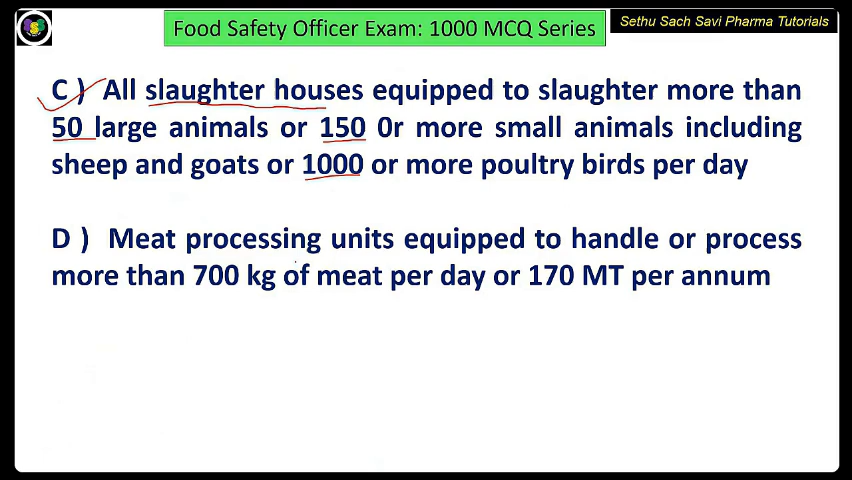 Food Safety Officer Exam: 1000 MCQ Series
Sethu Sach Savi Pharma Tutorials
C ) All slaughter houses equipped to slaughter more than
50 large animals or 150 0r more small animals including
sheep and goats or 1000 or more poultry birds per day
D ) Meat processing units equipped to handle or process
more than 700 kg of meat per day or 170 MT per annum